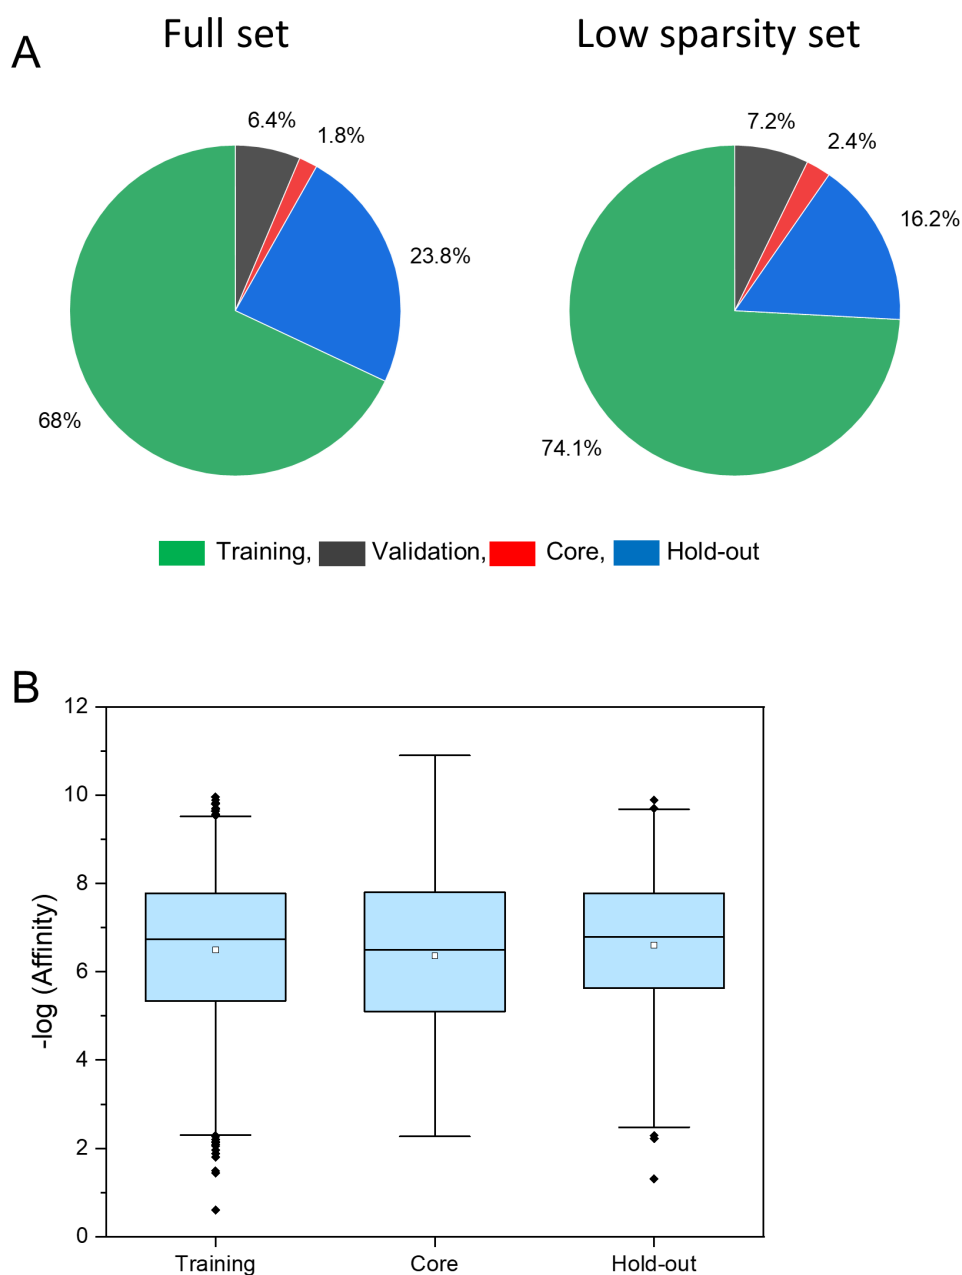 A
Full set
Low sparsity set
6.4%
1.8%
23.8%
68%
7.2%
2.4%
16.2%
74.1%
Training, Validation, Core, Hold-out
B
-log (Affinity)
12
10
8
6
4
2
0
Training
Core
Hold-out